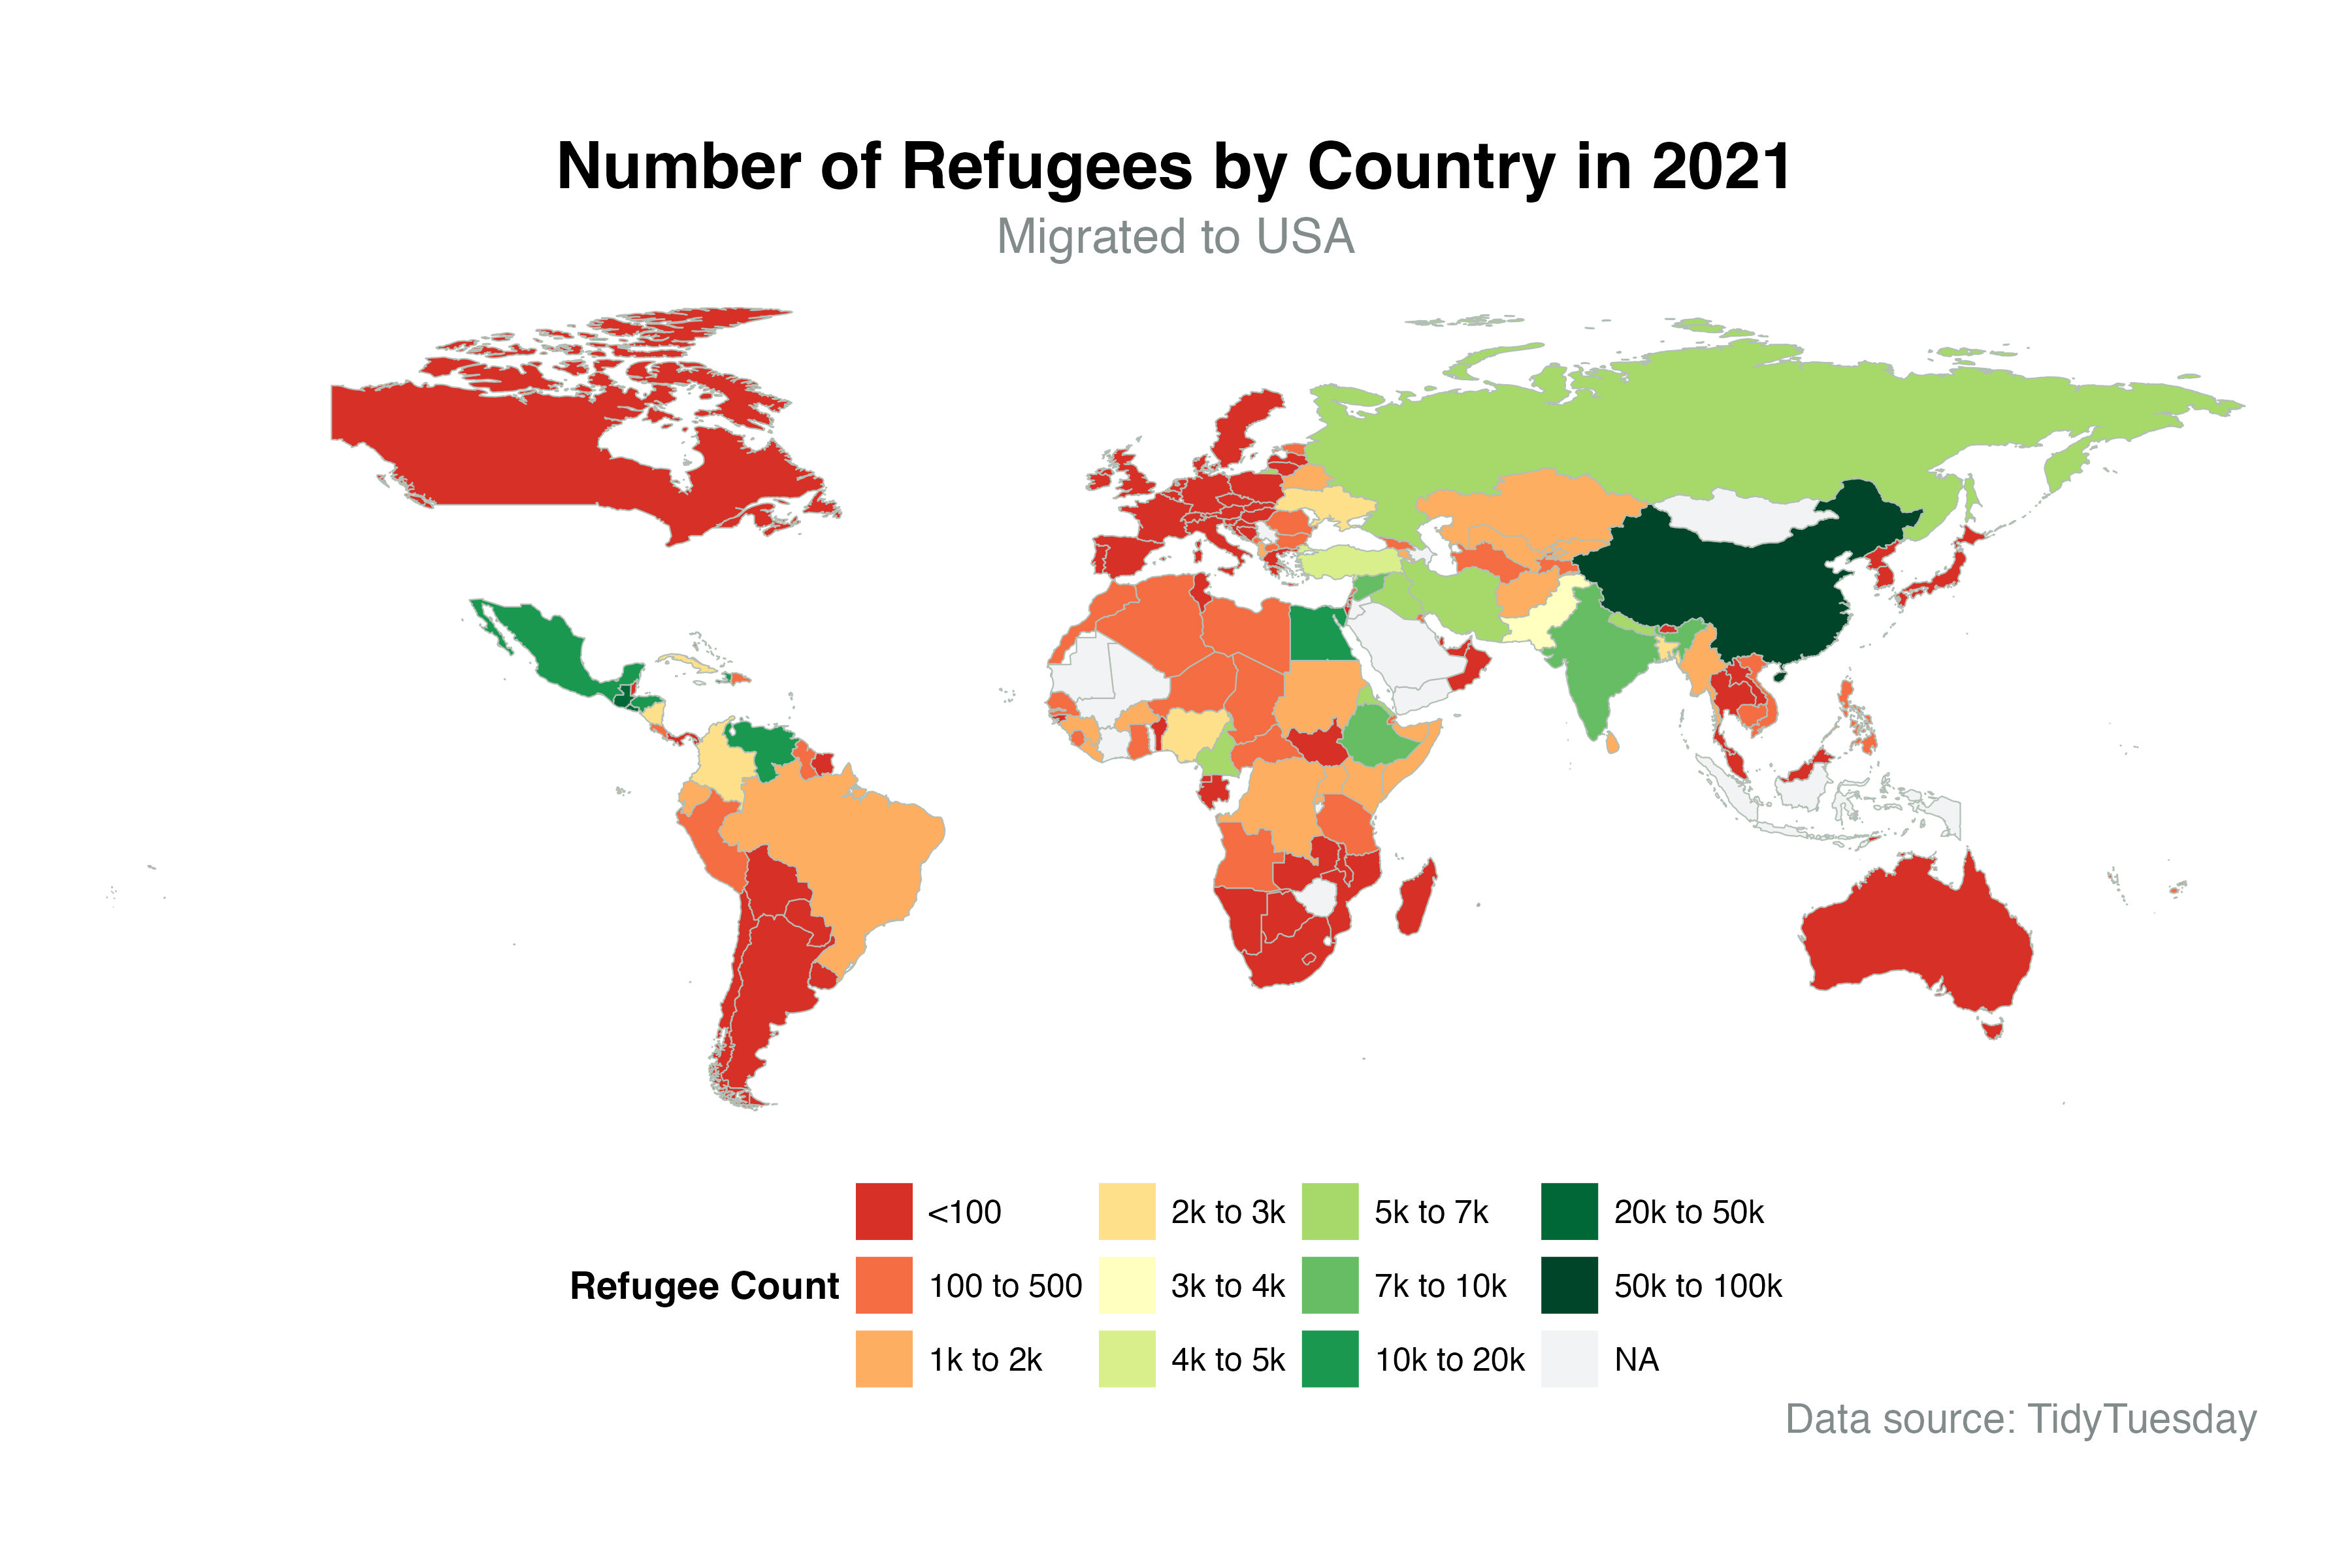 Number of Refugees by Country in 2021
Migrated to USA
Refugee Count
<100
100 to 500
1k to 2k
2k to 3k
3k to 4k
4k to 5k
5k to 7k
7k to 10k
10k to 20k
20k to 50k
50k to 100k
NA
Data source: TidyTuesday